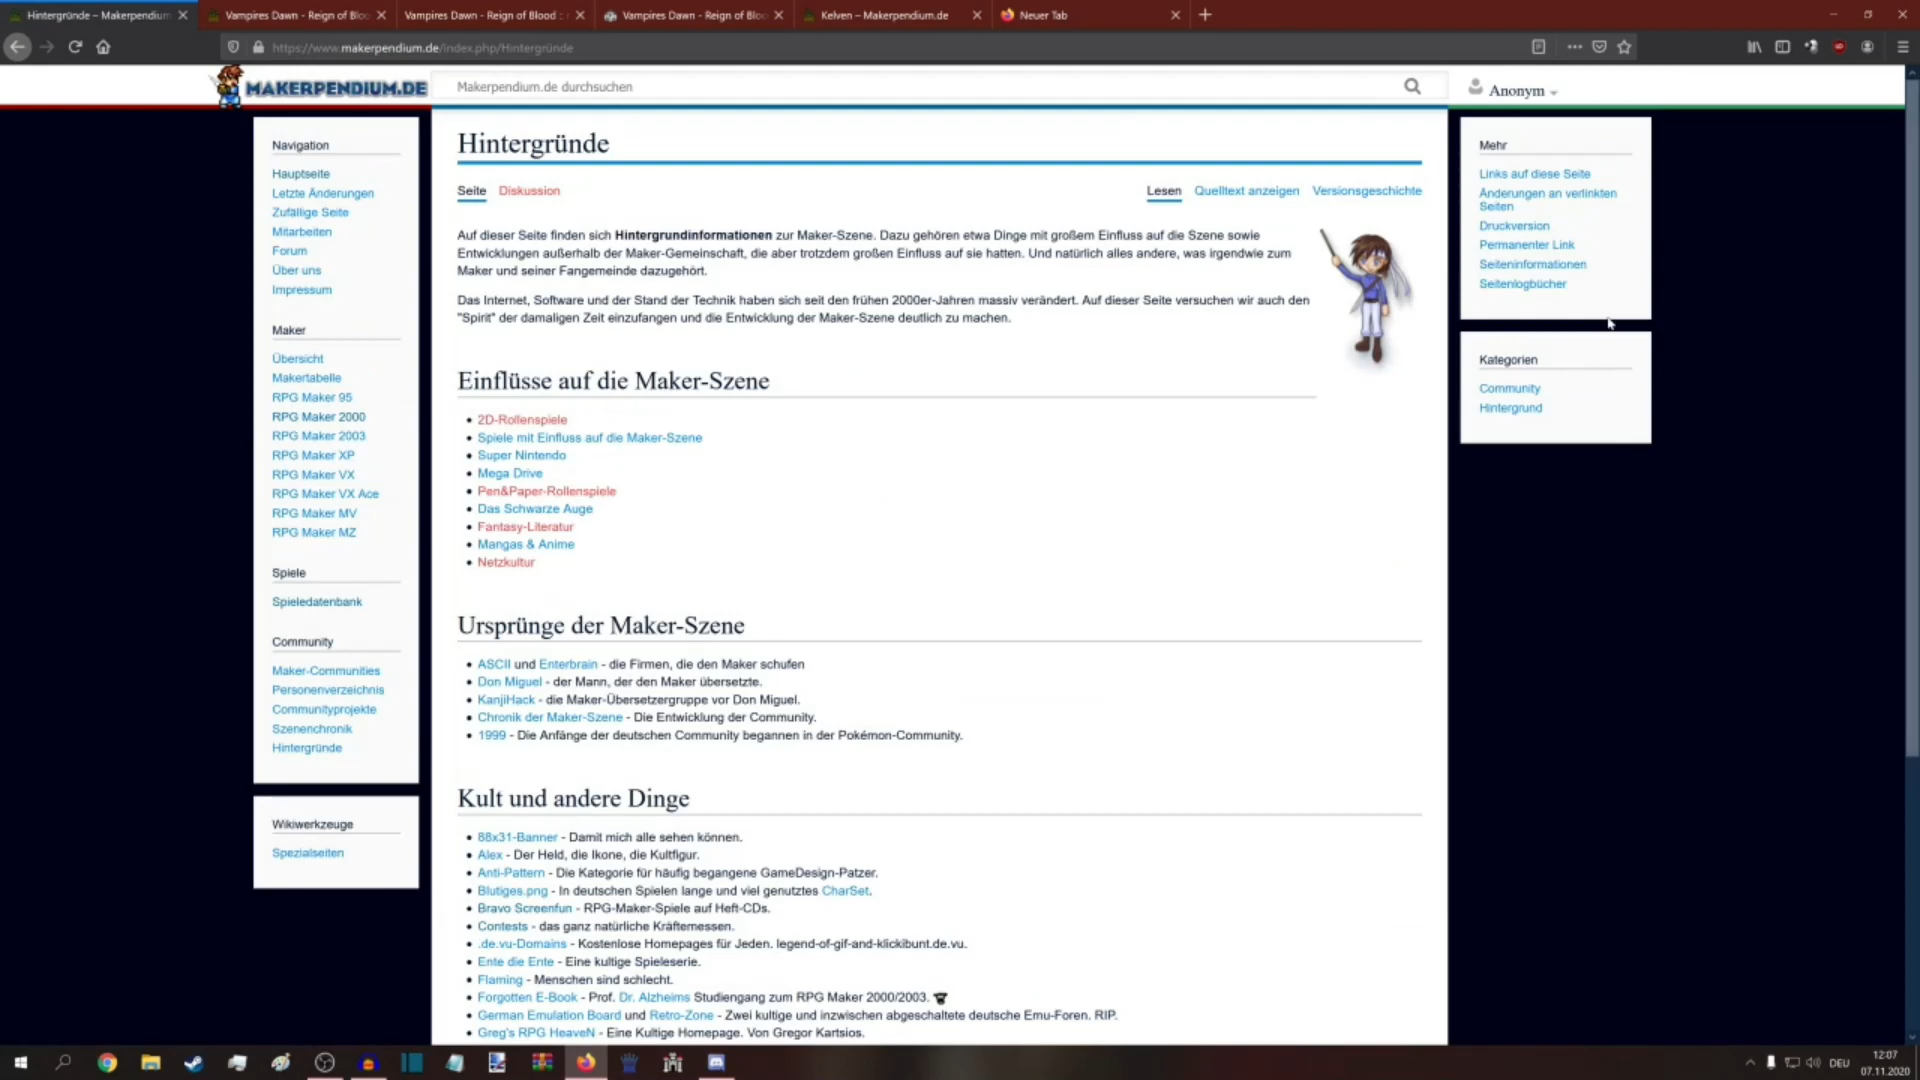 Hintergründe – Makerpendium
Vampires Dawn - Reign of Bloo
Vampires Dawn - Reign of Blood ::
Vampires Dawn - Reign of Bloo
Kelven – Makerpendium.de
Neuer Tab
https://www.makerpendium.de/index.php/Hintergründe
MAKERPENDIUM.DE
Makerpendium.de durchsuchen
Anonym
Navigation
Hauptseite
Letzte Änderungen
Zufällige Seite
Mitarbeiten
Forum
Über uns
Impressum
Maker
Übersicht
Makertabelle
RPG Maker 95
RPG Maker 2000
RPG Maker 2003
RPG Maker XP
RPG Maker VX
RPG Maker VX Ace
RPG Maker MV
RPG Maker MZ
Spiele
Spieledatenbank
Community
Maker-Communities
Personenverzeichnis
Communityprojekte
Szenenchronik
Hintergründe
Wikiwerkzeuge
Spezialseiten
Hintergründe
Seite Diskussion
Lesen Quelltext anzeigen Versionsgeschichte
Auf dieser Seite finden sich Hintergrundinformationen zur Maker-Szene. Dazu gehören etwa Dinge mit großem Einfluss auf die Szene sowie
Entwicklungen außerhalb der Maker-Gemeinschaft, die aber trotzdem großen Einfluss auf sie hatten. Und natürlich alles andere, was irgendwie zum
Maker und seiner Fangemeinde dazugehört.
Das Internet, Software und der Stand der Technik haben sich seit den frühen 2000er-Jahren massiv verändert. Auf dieser Seite versuchen wir auch den
"Spirit" der damaligen Zeit einzufangen und die Entwicklung der Maker-Szene deutlich zu machen.
Einflüsse auf die Maker-Szene
• 2D-Rollenspiele
• Spiele mit Einfluss auf die Maker-Szene
• Super Nintendo
• Mega Drive
• Pen&Paper-Rollenspiele
• Das Schwarze Auge
• Fantasy-Literatur
• Mangas & Anime
• Netzkultur
Ursprünge der Maker-Szene
• ASCII und Enterbrain - die Firmen, die den Maker schufen
• Don Miguel - der Mann, der den Maker übersetzte.
• KanjiHack - die Maker-Übersetzergruppe vor Don Miguel.
• Chronik der Maker-Szene - Die Entwicklung der Community.
• 1999 - Die Anfänge der deutschen Community begannen in der Pokémon-Community.
Kult und andere Dinge
• 88x31-Banner - Damit mich alle sehen können.
• Alex - Der Held, die Ikone, die Kultfigur.
• Anti-Pattern - Die Kategorie für häufig begangene GameDesign-Patzer.
• Blutiges.png - In deutschen Spielen lange und viel genutztes CharSet.
• Bravo Screenfun - RPG-Maker-Spiele auf Heft-CDs.
• Contests - das ganz natürliche Kräftemessen.
• .de.vu-Domains - Kostenlose Homepages für Jeden. legend-of-gif-and-klickibunt.de.vu.
• Ente die Ente - Eine kultige Spieleserie.
• Flaming - Menschen sind schlecht.
• Forgotten E-Book - Prof. Dr. Alzheims Studiengang zum RPG Maker 2000/2003.
• German Emulation Board und Retro-Zone - Zwei kultige und inzwischen abgeschaltete deutsche Emu-Foren. RIP.
• Greg's RPG HeaveN - Eine Kultige Homepage. Von Gregor Kartsios.
Mehr
Links auf diese Seite
Änderungen an verlinkten
Seiten
Druckversion
Permanenter Link
Seiteninformationen
Seitenlogbücher
Kategorien
Community
Hintergrund
DEU
12:07
07.11.2020